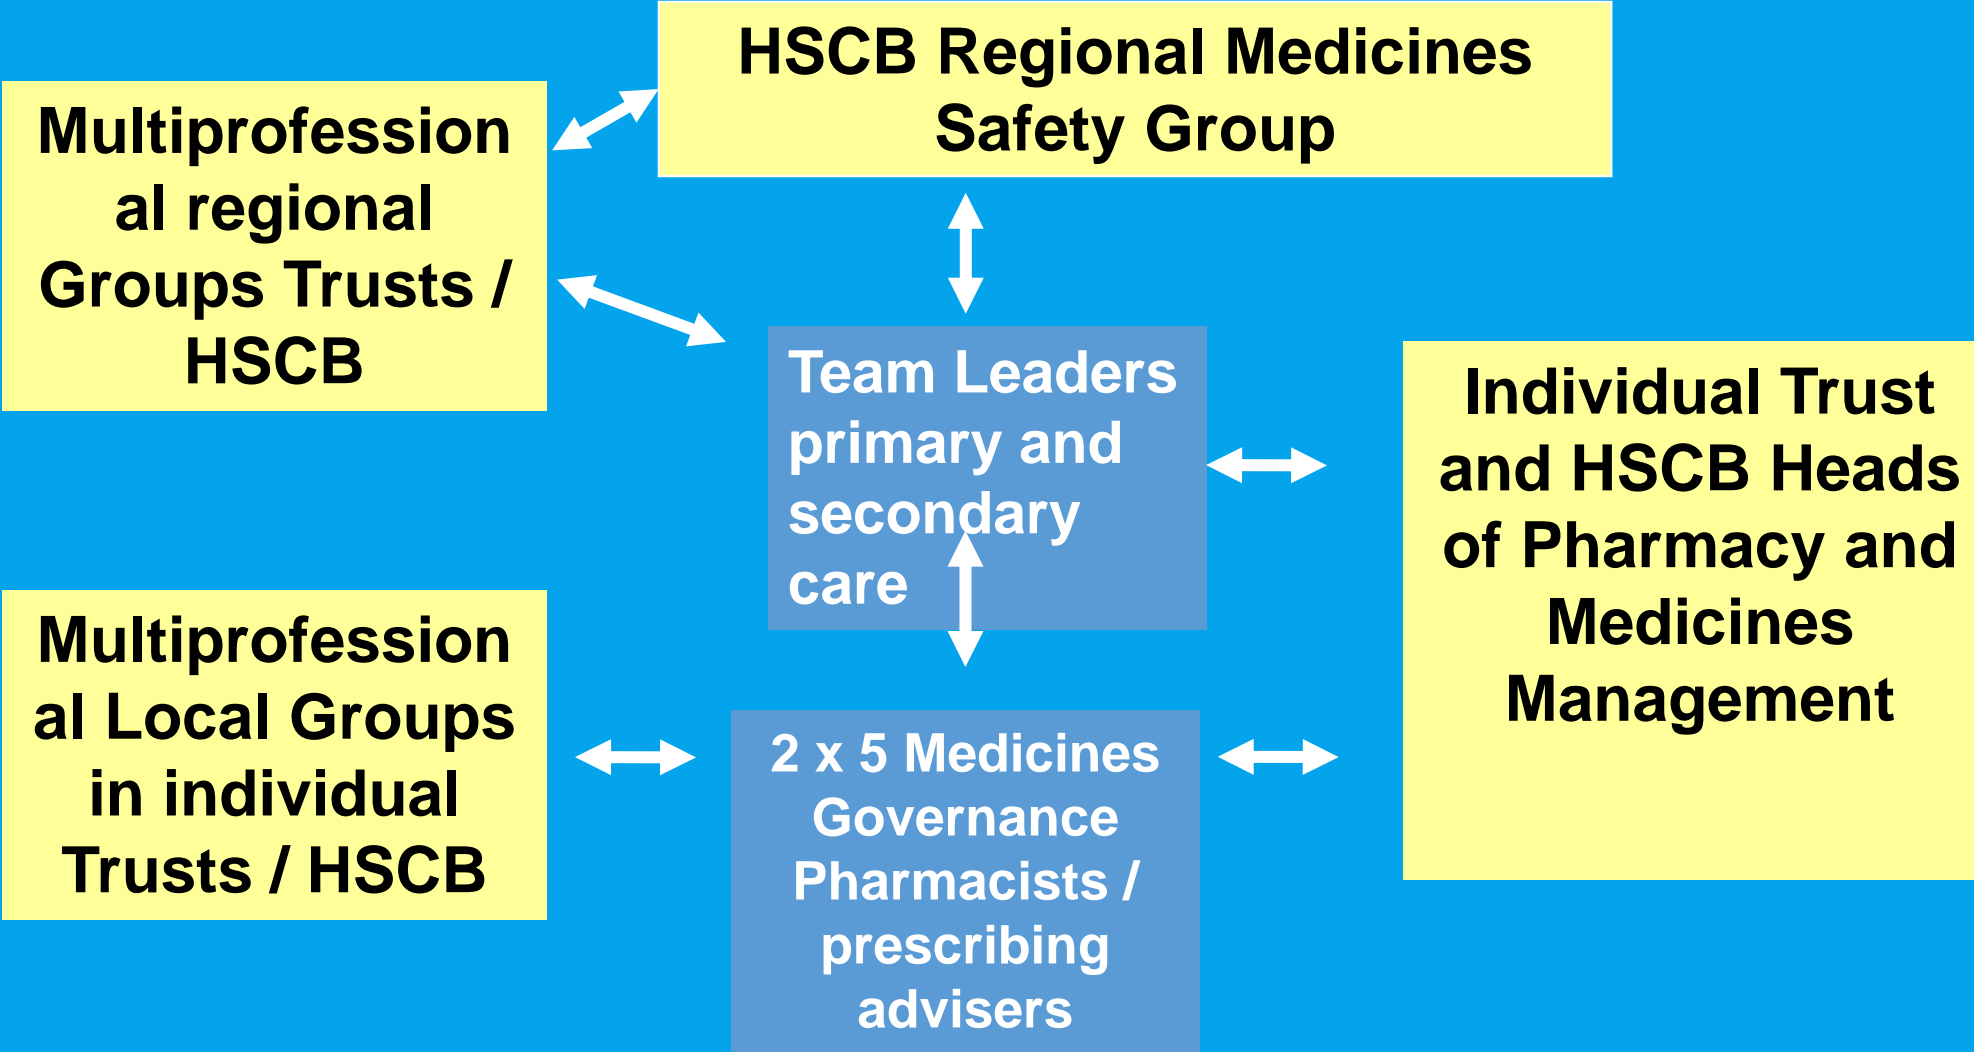 HSCB Regional Medicines
Safety Group
Multiprofession
al regional
Groups Trusts /
HSCB
Team Leaders
primary and
secondary
care
Individual Trust
and HSCB Heads
of Pharmacy and
Medicines
Management
Multiprofession
al Local Groups
in individual
Trusts / HSCB
2 x 5 Medicines
Governance
Pharmacists /
prescribing
advisers